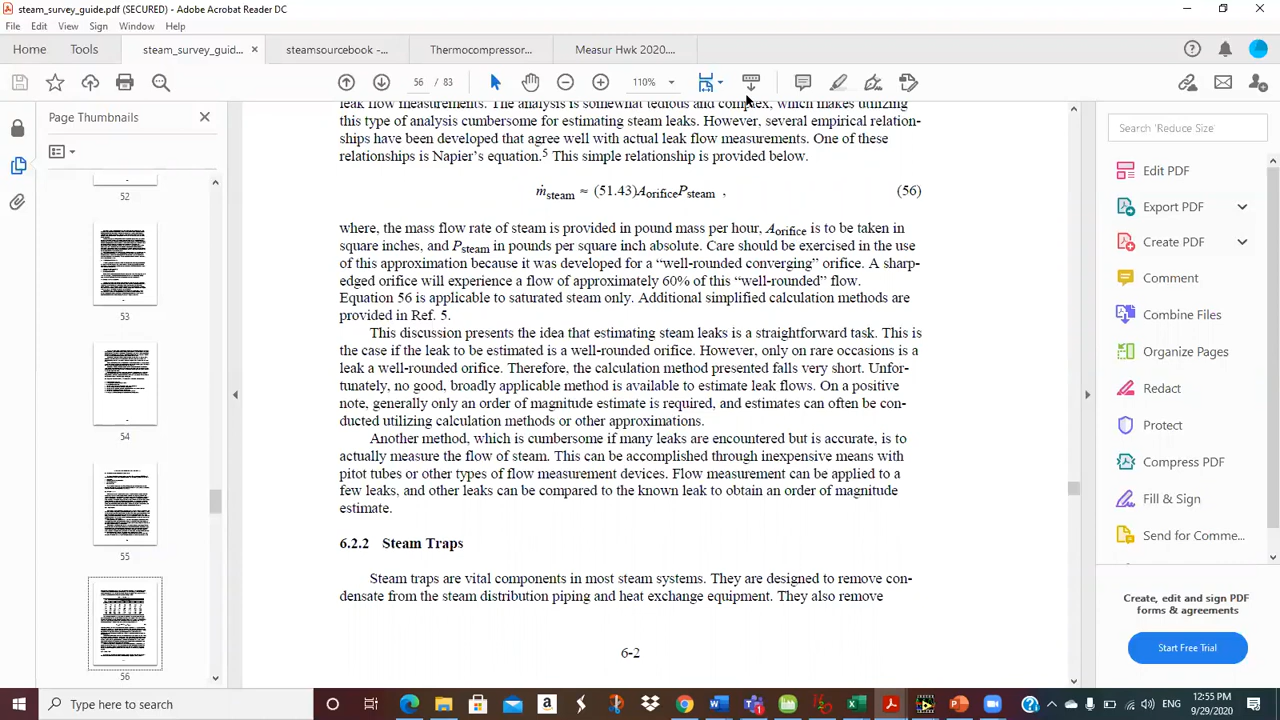 steam_survey_guide.pdf (SECURED) - Adobe Acrobat Reader DC
File Edit View Sign Window Help
Home Tools steam_survey_guid... steamsourcebook -... Thermocompressor... Measur Hwk 2020....
56 / 83 110%
Page Thumbnails
52
53
54
55
56
leak flow measurements. The analysis is somewhat tedious and complex, which makes utilizing
this type of analysis cumbersome for estimating steam leaks. However, several empirical relation-
ships have been developed that agree well with actual leak flow measurements. One of these
relationships is Napier's equation.5 This simple relationship is provided below.
ṁsteam ≈ (51.43)AorificePsteam , (56)
where, the mass flow rate of steam is provided in pound mass per hour, Aorifice is to be taken in
square inches, and Psteam in pounds per square inch absolute. Care should be exercised in the use
of this approximation because it was developed for a "well-rounded converging" orifice. A sharp-
edged orifice will experience a flow of approximately 60% of this "well-rounded" flow.
Equation 56 is applicable to saturated steam only. Additional simplified calculation methods are
provided in Ref. 5.
This discussion presents the idea that estimating steam leaks is a straightforward task. This is
the case if the leak to be estimated is a well-rounded orifice. However, only on rare occasions is a
leak a well-rounded orifice. Therefore, the calculation method presented falls very short. Unfor-
tunately, no good, broadly applicable method is available to estimate leak flows. On a positive
note, generally only an order of magnitude estimate is required, and estimates can often be con-
ducted utilizing calculation methods or other approximations.
Another method, which is cumbersome if many leaks are encountered but is accurate, is to
actually measure the flow of steam. This can be accomplished through inexpensive means with
pitot tubes or other types of flow measurement devices. Flow measurement can be applied to a
few leaks, and other leaks can be compared to the known leak to obtain an order of magnitude
estimate.
6.2.2 Steam Traps
Steam traps are vital components in most steam systems. They are designed to remove con-
densate from the steam distribution piping and heat exchange equipment. They also remove
6-2
Search 'Reduce Size'
Edit PDF
Export PDF
Create PDF
Comment
Combine Files
Organize Pages
Redact
Protect
Compress PDF
Fill & Sign
Send for Comme...
Create, edit and sign PDF
forms & agreements
Start Free Trial
Type here to search
12:55 PM
9/29/2020